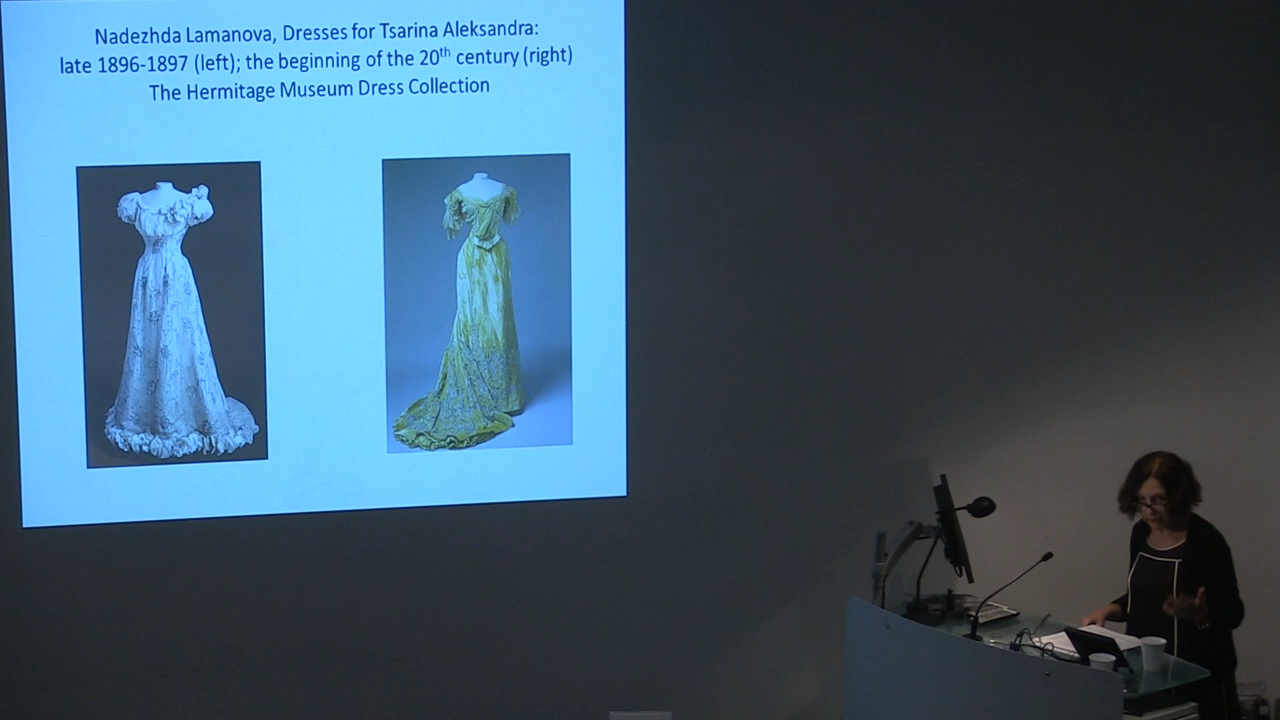 Nadezhda Lamanova, Dresses for Tsarina Aleksandra:
late 1896-1897 (left); the beginning of the 20th century (right)
The Hermitage Museum Dress Collection